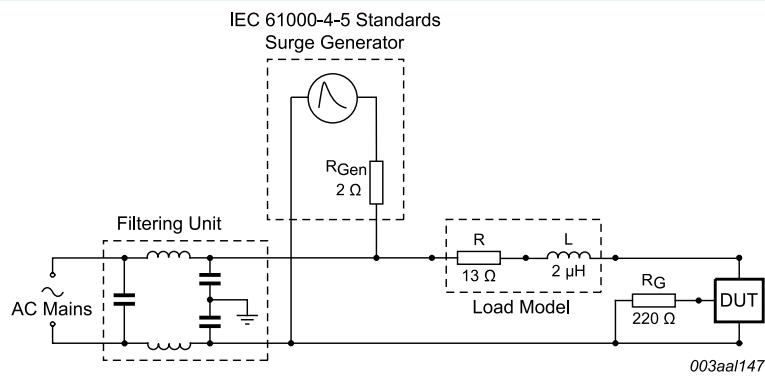 IEC 61000-4-5 Standards
Surge Generator
RGen
2 Ω
Filtering Unit
AC Mains
R
13 Ω
L
2 μH
Load Model
RG
220 Ω
DUT
003aal147